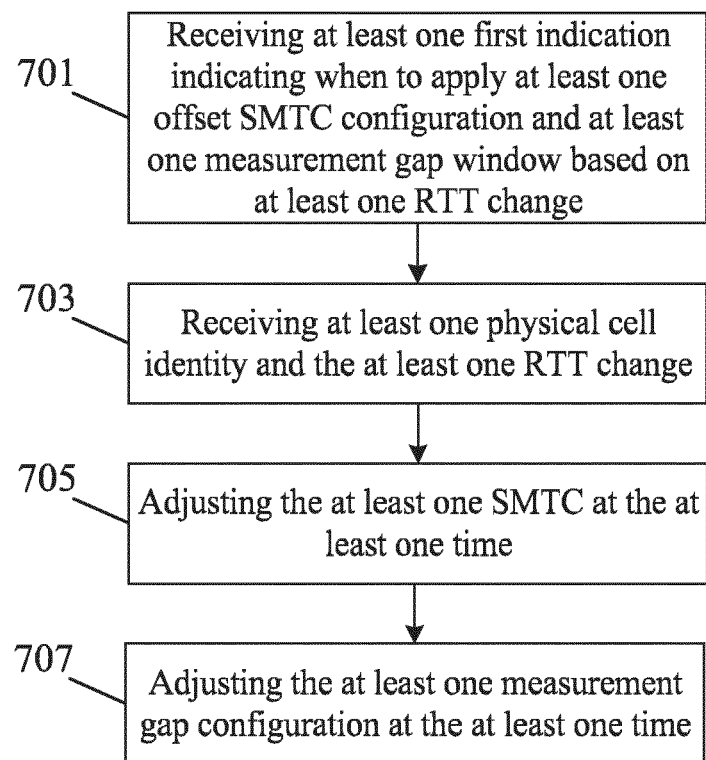 701
Receiving at least one first indication
indicating when to apply at least one
offset SMTC configuration and at least
one measurement gap window based on
at least one RTT change
703
Receiving at least one physical cell
identity and the at least one RTT change
705
Adjusting the at least one SMTC at the at
least one time
707
Adjusting the at least one measurement
gap configuration at the at least one time